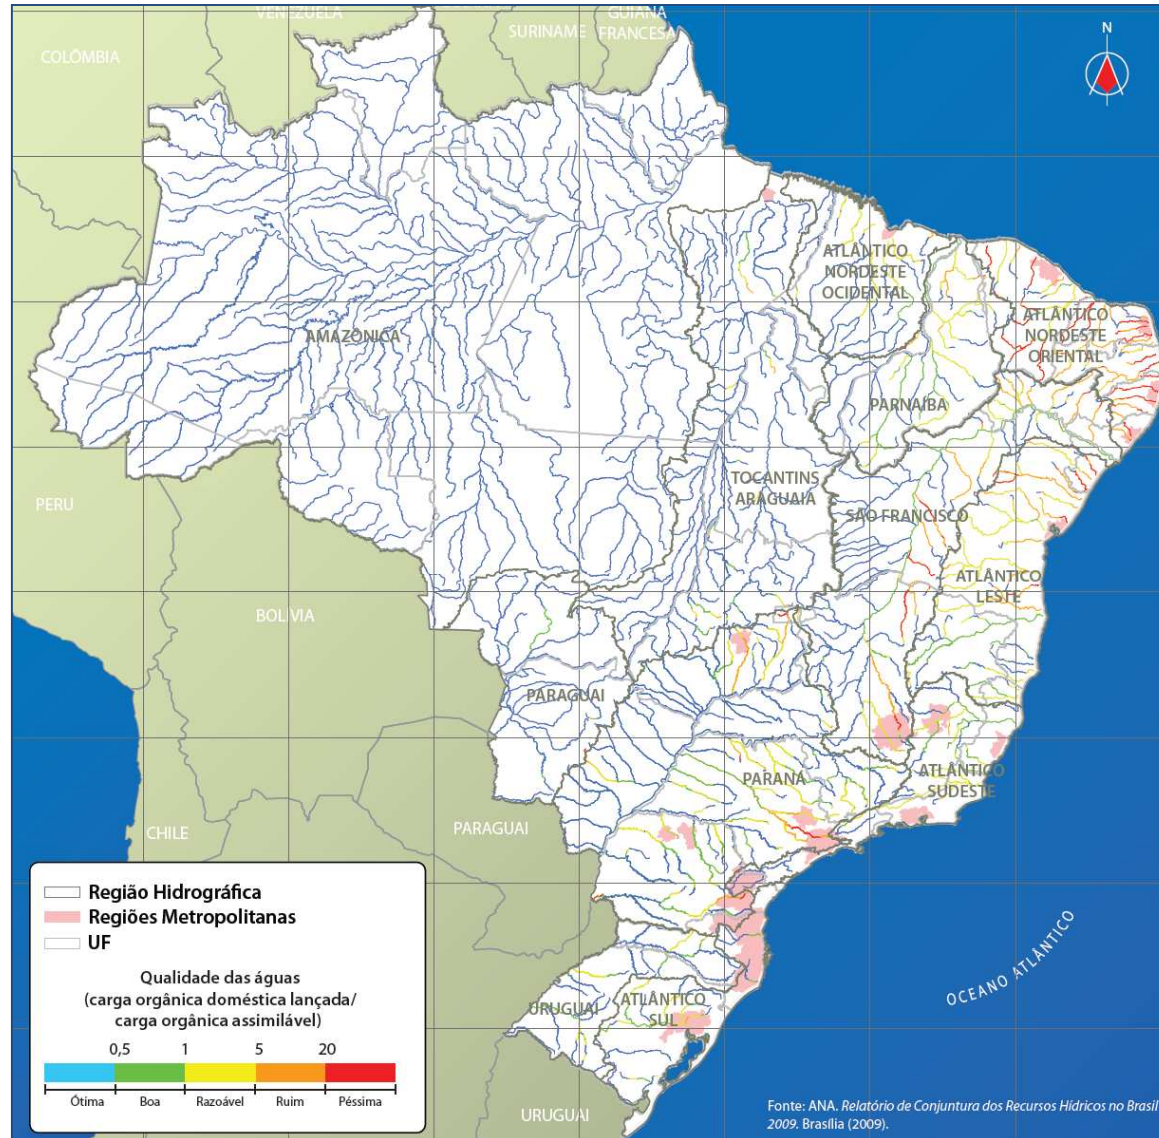 VENEZUELA
SURINAME
GUIANA
FRANCESA
COLÔMBIA
N
ATLÂNTICO
NORDESTE
OCIDENTAL
AMAZÔNICA
ATLÂNTICO
NORDESTE
ORIENTAL
PARNAÍBA
PERU
TOCANTINS
ARAGUAIA
SÃO FRANCISCO
ATLÂNTICO
LESTE
BOLÍVIA
PARAGUAI
PARANÁ
ATLÂNTICO
SUDESTE
CHILE
PARAGUAI
OCEANO ATLÂNTICO
URUGUAI
ATLÂNTICO
SUL
URUGUAI
Região Hidrográfica
Regiões Metropolitanas
UF
Qualidade das águas
(carga orgânica doméstica lançada/
carga orgânica assimilável)
0,5 1 5 20
Ótima Boa Razoável Ruim Péssima
Fonte: ANA. Relatório de Conjuntura dos Recursos Hídricos no Brasil
2009. Brasília (2009).